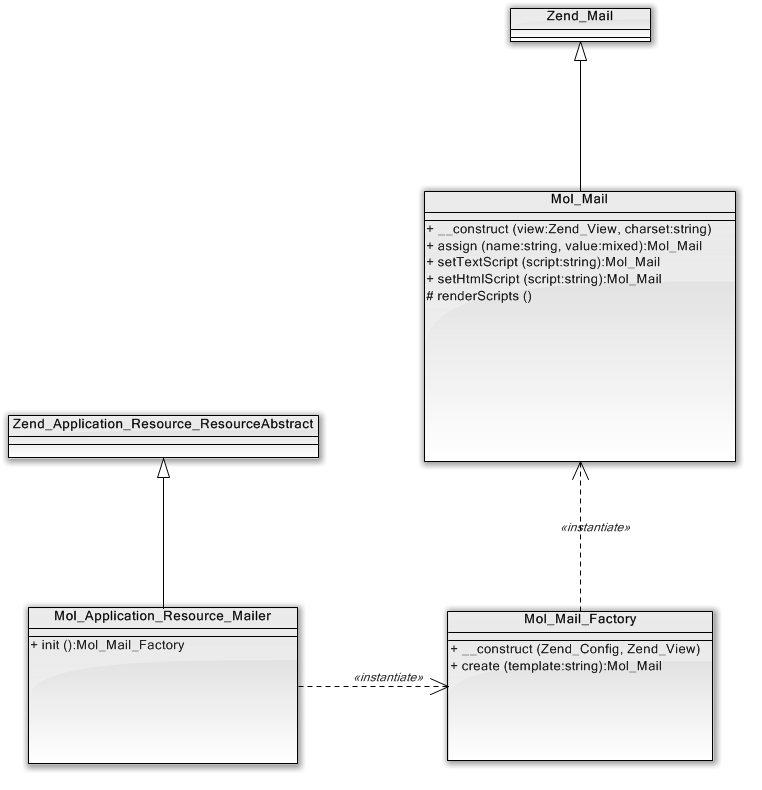 Zend_Mail
Mol_Mail
+ __construct (view:Zend_View, charset:string)
+ assign (name:string, value:mixed):Mol_Mail
+ setTextScript (script:string):Mol_Mail
+ setHtmlScript (script:string):Mol_Mail
# renderScripts ()
Zend_Application_Resource_ResourceAbstract
«instantiate»
Mol_Application_Resource_Mailer
+ init ():Mol_Mail_Factory
«instantiate»
Mol_Mail_Factory
+ __construct (Zend_Config, Zend_View)
+ create (template:string):Mol_Mail